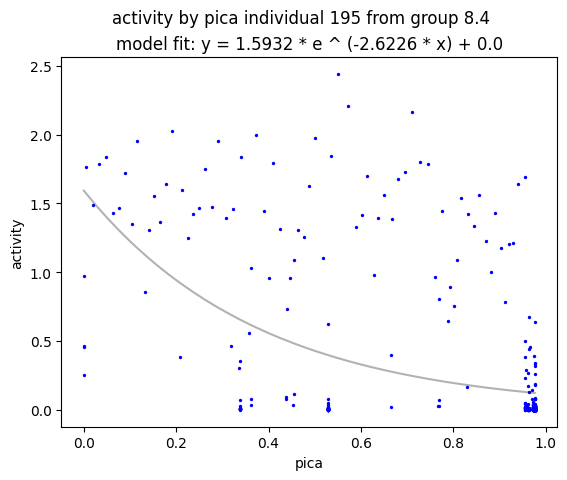 activity by pica individual 195 from group 8.4
model fit: y = 1.5932 * e ^ (-2.6226 * x) + 0.0
2.5
2.0
1.5
1.0
0.5
0.0
activity
0.0 0.2 0.4 0.6 0.8 1.0
pica